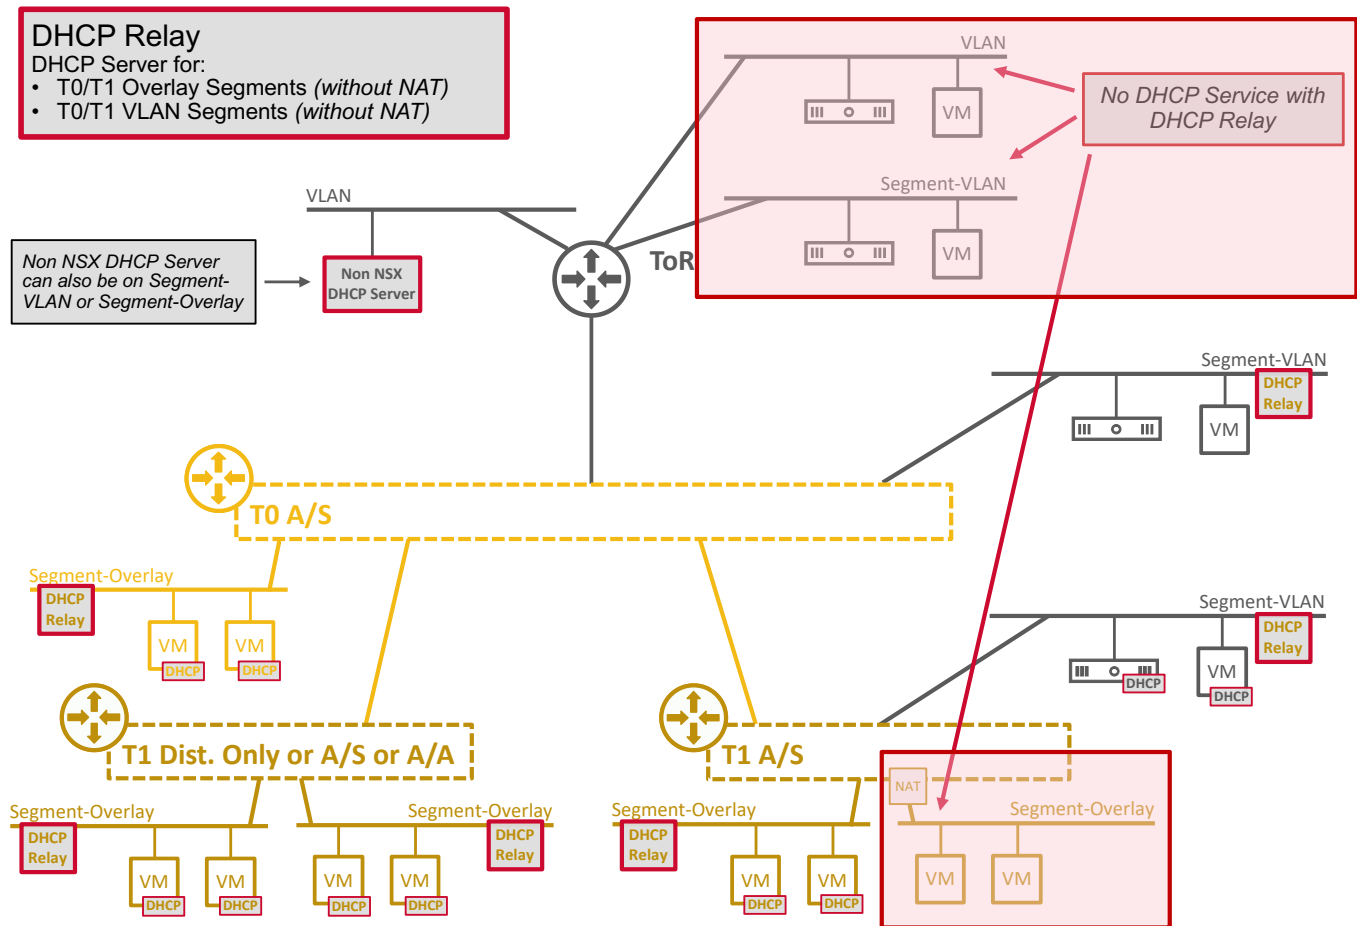 DHCP Relay
DHCP Server for:
• T0/T1 Overlay Segments (without NAT)
• T0/T1 VLAN Segments (without NAT)
VLAN
VM
No DHCP Service with
DHCP Relay
Segment-VLAN
VM
VLAN
ToR
Non NSX DHCP Server
can also be on Segment-
VLAN or Segment-Overlay
Non NSX
DHCP Server
Segment-VLAN
DHCP
Relay
VM
T0 A/S
Segment-Overlay
DHCP
Relay
VM
DHCP
VM
DHCP
Segment-VLAN
DHCP
Relay
DHCP
VM
DHCP
T1 Dist. Only or A/S or A/A
T1 A/S
NAT
Segment-Overlay
DHCP
Relay
VM
DHCP
VM
DHCP
Segment-Overlay
DHCP
Relay
VM
DHCP
VM
DHCP
Segment-Overlay
DHCP
Relay
VM
DHCP
VM
DHCP
Segment-Overlay
VM
VM